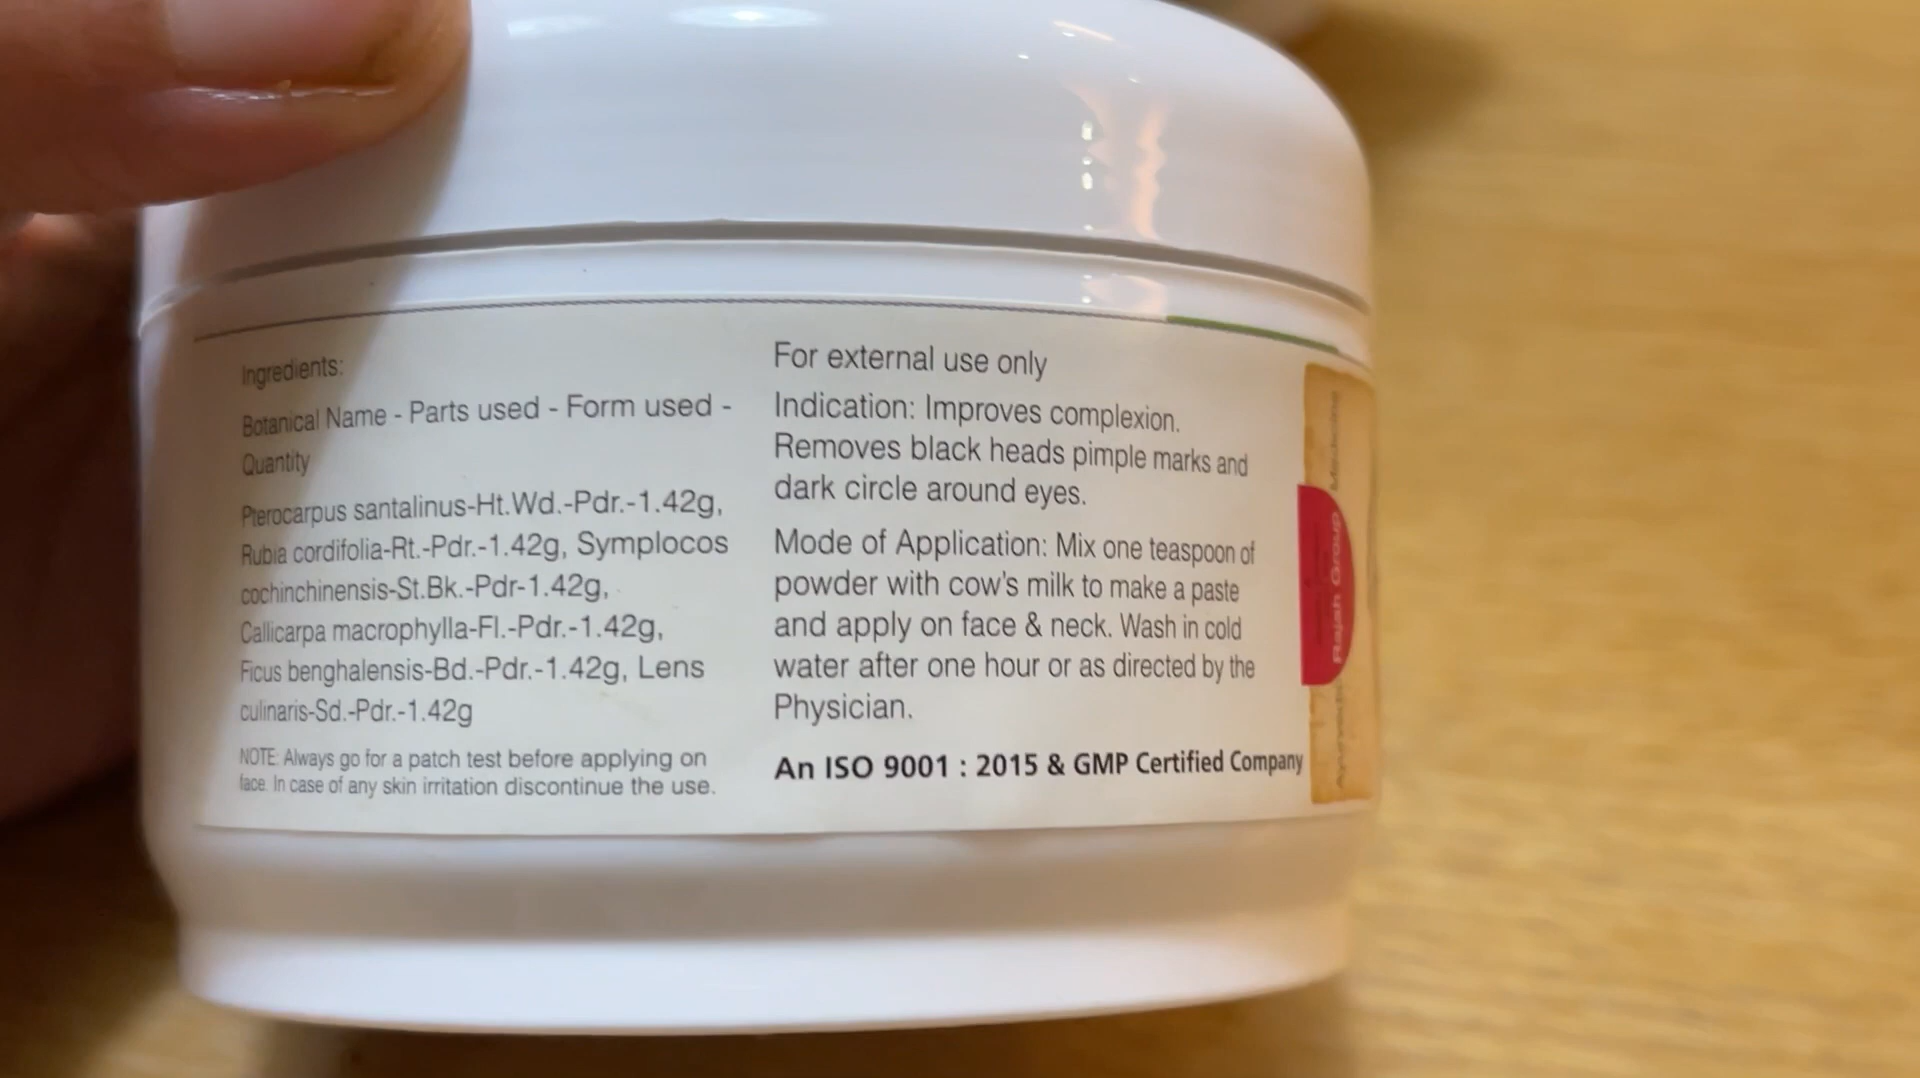 Ingredients:
Botanical Name - Parts used - Form used -
Quantity
Pterocarpus santalinus-Ht.Wd.-Pdr.-1.42g,
Rubia cordifolia-Rt.-Pdr.-1.42g, Symplocos
cochinchinensis-St.Bk.-Pdr-1.42g,
Callicarpa macrophylla-Fl.-Pdr.-1.42g,
Ficus benghalensis-Bd.-Pdr.-1.42g, Lens
culinaris-Sd.-Pdr.-1.42g
NOTE: Always go for a patch test before applying on
face. In case of any skin irritation discontinue the use.
For external use only
Indication: Improves complexion.
Removes black heads pimple marks and
dark circle around eyes.
Mode of Application: Mix one teaspoon of
powder with cow's milk to make a paste
and apply on face & neck. Wash in cold
water after one hour or as directed by the
Physician.
An ISO 9001 : 2015 & GMP Certified Company
Rajah Group